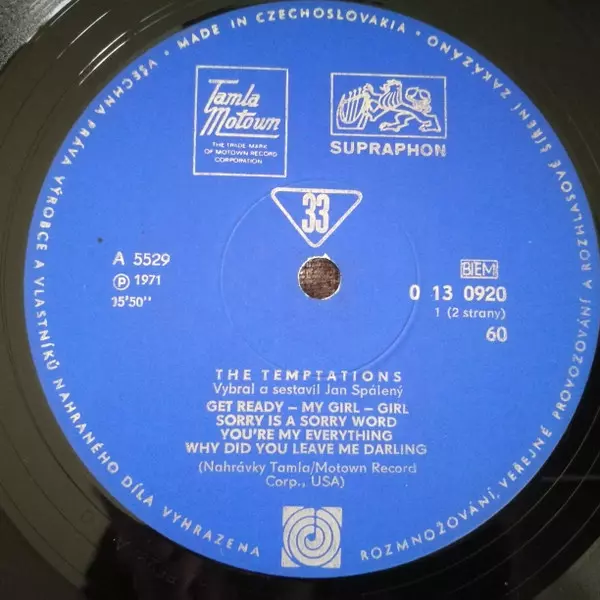 VŠECHNA PRÁVA VÝROBCE A VLASTNÍKŮ NAHRANÉHO DÍLA VYHRAZENA
MADE IN CZECHOSLOVAKIA
ROZMNOŽOVÁNÍ, VEŘEJNÉ PROVOZOVÁNÍ A ROZHLASOVÉ ŠÍŘENÍ ZAKÁZÁNO
Tamla
Motown
THE TRADE MARK
OF MOTOWN RECORD
CORPORATION
SUPRAPHON
33
A 5529
Ⓟ 1971
15'50''
BIEM
0 13 0920
1 (2 strany)
60
THE TEMPTATIONS
Vybral a sestavil Jan Spálený
GET READY – MY GIRL – GIRL
SORRY IS A SORRY WORD
YOU'RE MY EVERYTHING
WHY DID YOU LEAVE ME DARLING
(Nahrávky Tamla/Motown Record
Corp., USA)